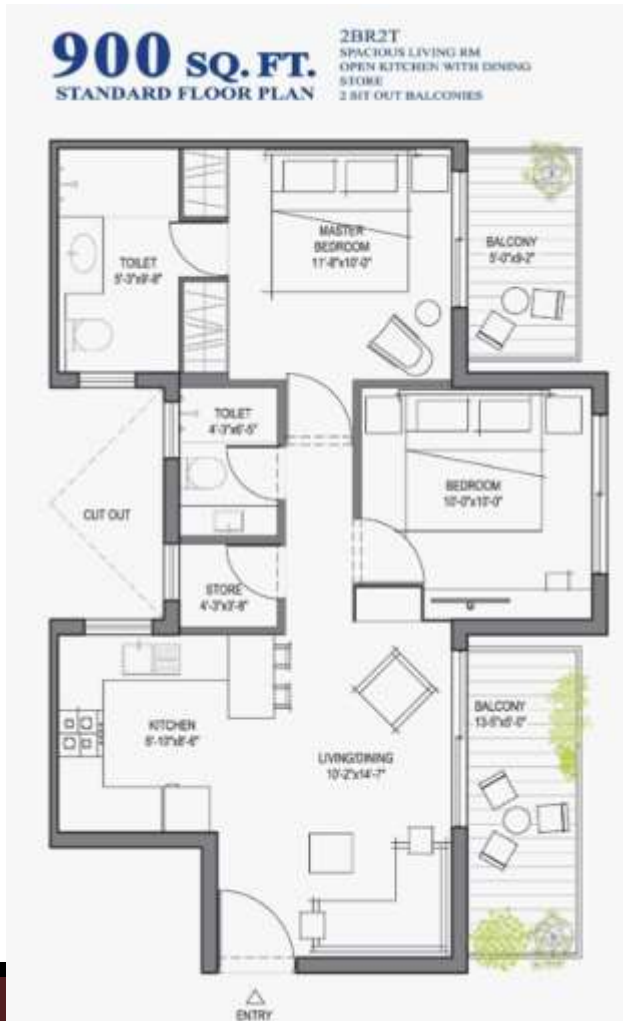 900 SQ. FT.
STANDARD FLOOR PLAN
2BR2T
SPACIOUS LIVING RM
OPEN KITCHEN WITH DINING
STORE
2 SIT OUT BALCONIES
MASTER
BEDROOM
11'-8"x10'-0"
BALCONY
5'-0"x9'-2"
TOILET
5'-3"x9'-8"
TOILET
4'-3"x6'-5"
BEDROOM
10'-0"x10'-0"
CUT OUT
STORE
4'-3"x3'-8"
BALCONY
13-5"x5'-0"
KITCHEN
8'-10"x8'-6"
LIVING/DINING
10'-2"x14'-7"
ENTRY